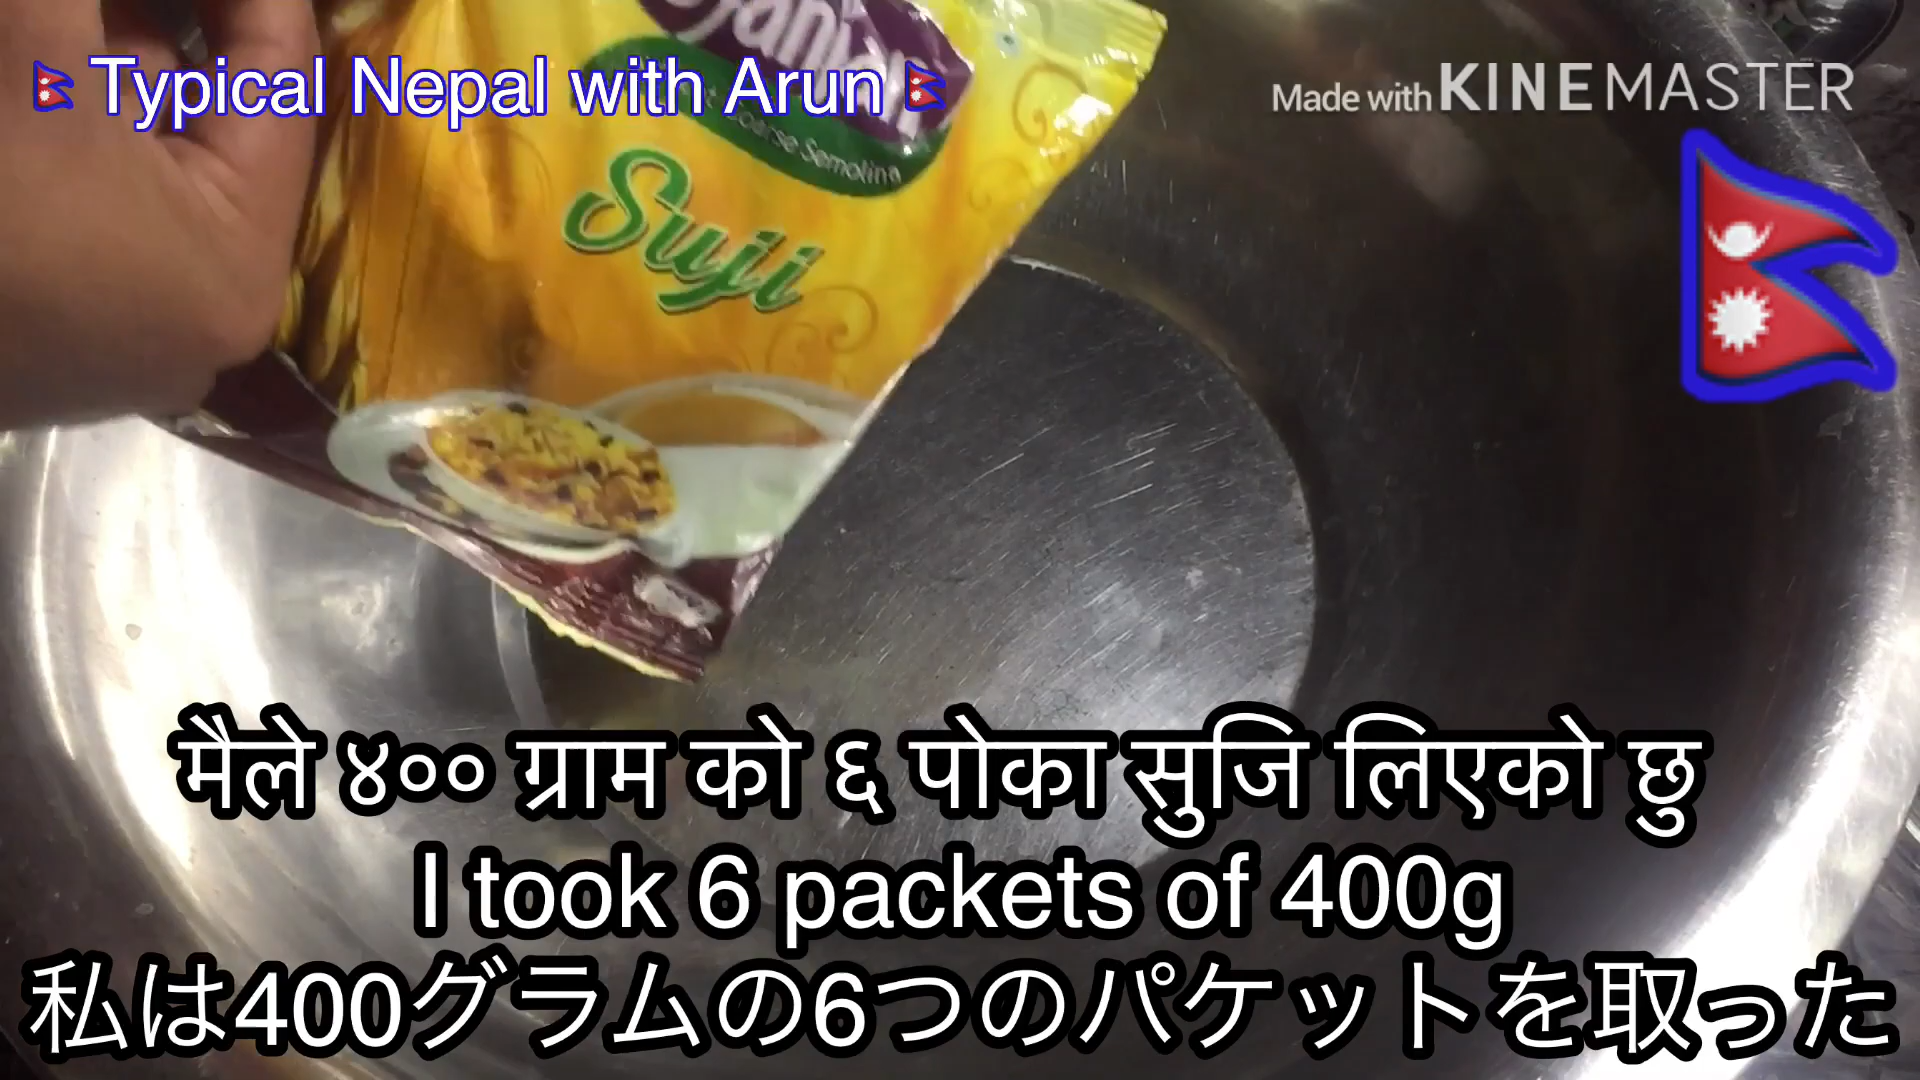 Typical Nepal with Arun
Made with KINEMASTER
Coarse Semolina
Suji
मैले ४०० ग्राम को ६ पोका सुजि लिएको छु
I took 6 packets of 400g
私は400グラムの6つのパケットを取った